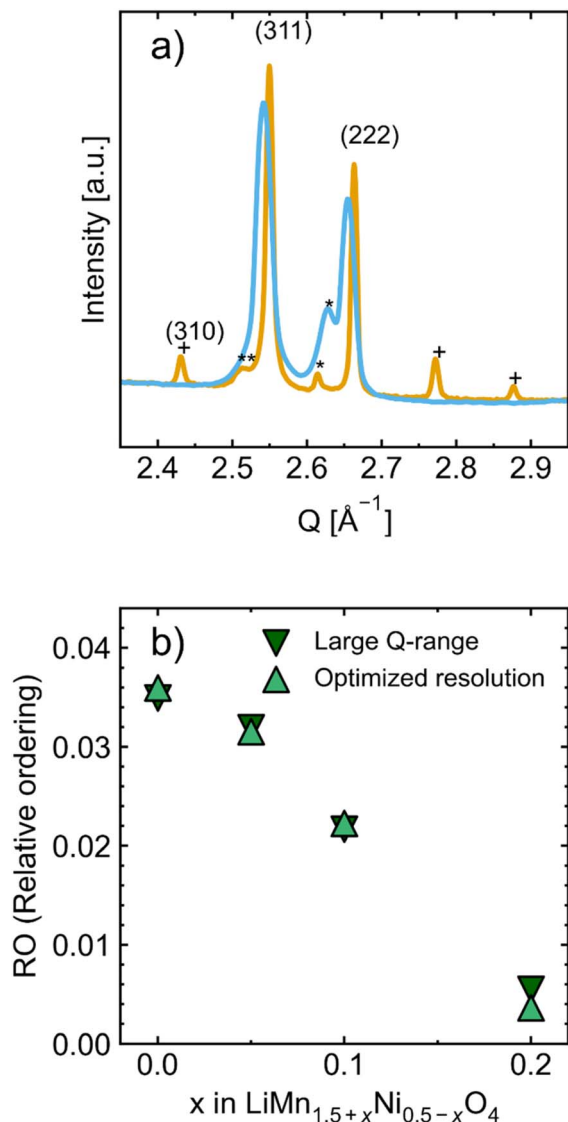 a)
(311)
(222)
(310)
+ ** * * + +
Intensity [a.u.]
2.4 2.5 2.6 2.7 2.8 2.9
Q [Å⁻¹]
b)
Large Q-range
Optimized resolution
0.04
0.03
0.02
0.01
0.00
RO (Relative ordering)
0.0 0.1 0.2
x in LiMn₁.₅₊ₓNi₀.₅₋ₓO₄